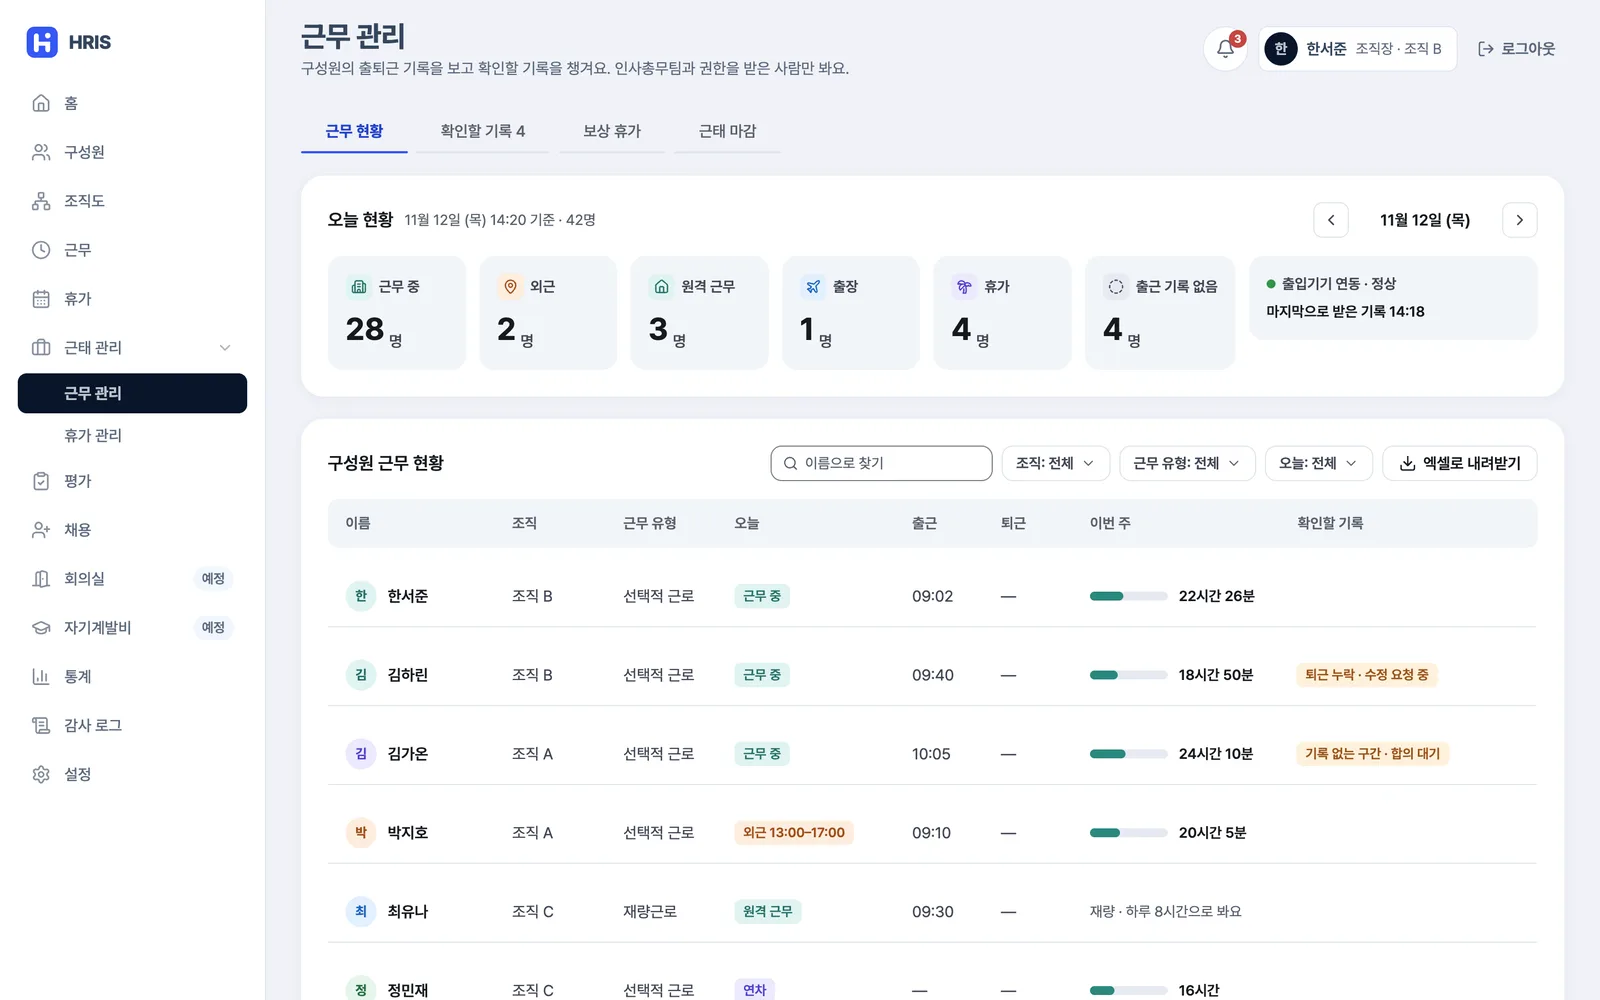 HRIS
홈
구성원
조직도
근무
휴가
근태 관리
근무 관리
휴가 관리
평가
채용
회의실 예정
자기계발비 예정
통계
감사 로그
설정
근무 관리
구성원의 출퇴근 기록을 보고 확인할 기록을 챙겨요. 인사총무팀과 권한을 받은 사람만 봐요.
3
한 한서준 조직장 · 조직 B
로그아웃
근무 현황 확인할 기록 4 보상 휴가 근태 마감
오늘 현황 11월 12일 (목) 14:20 기준 · 42명
11월 12일 (목)
근무 중
28 명
외근
2 명
원격 근무
3 명
출장
1 명
휴가
4 명
출근 기록 없음
4 명
출입기기 연동 · 정상
마지막으로 받은 기록 14:18
구성원 근무 현황
이름으로 찾기
조직: 전체
근무 유형: 전체
오늘: 전체
엑셀로 내려받기
이름 조직 근무 유형 오늘 출근 퇴근 이번 주 확인할 기록
한 한서준 조직 B 선택적 근로 근무 중 09:02 — 22시간 26분
김 김하린 조직 B 선택적 근로 근무 중 09:40 — 18시간 50분 퇴근 누락 · 수정 요청 중
김 김가온 조직 A 선택적 근로 근무 중 10:05 — 24시간 10분 기록 없는 구간 · 합의 대기
박 박지호 조직 A 선택적 근로 외근 13:00–17:00 09:10 — 20시간 5분
최 최유나 조직 C 재량근로 원격 근무 09:30 — 재량 · 하루 8시간으로 봐요
정 정민재 조직 C 선택적 근로 연차 — — 16시간